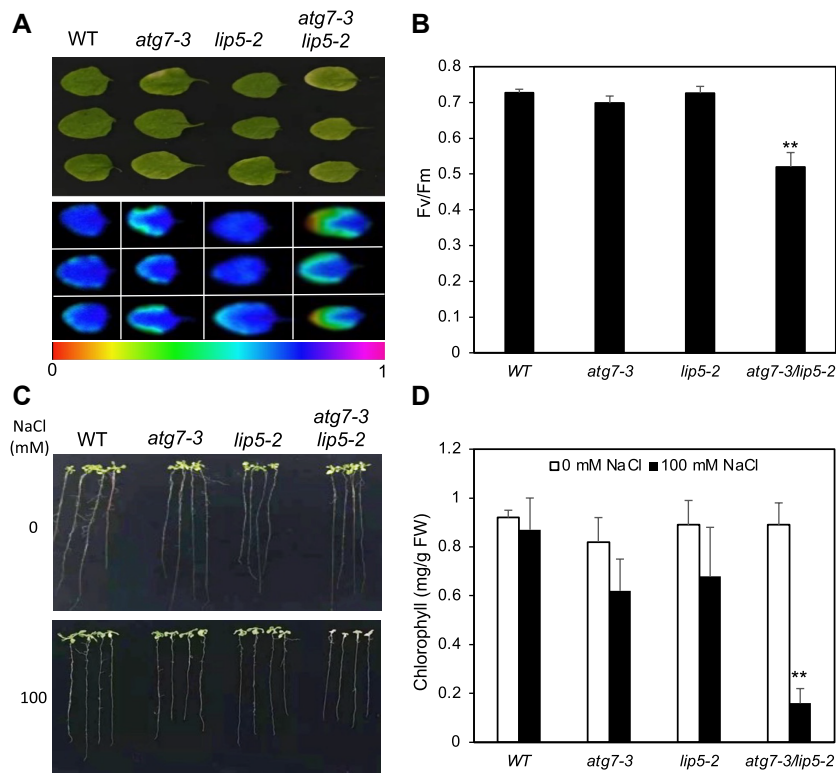 A
WT
atg7-3
lip5-2
atg7-3
lip5-2
0
1
B
Fv/Fm
0.8
0.7
0.6
0.5
0.4
0.3
0.2
0.1
0
**
WT
atg7-3
lip5-2
atg7-3/lip5-2
C
NaCl
(mM)
WT
atg7-3
lip5-2
atg7-3
lip5-2
0
100
D
Chlorophyll (mg/g FW)
1.2
1
0.8
0.6
0.4
0.2
0
0 mM NaCl
100 mM NaCl
**
WT
atg7-3
lip5-2
atg7-3/lip5-2